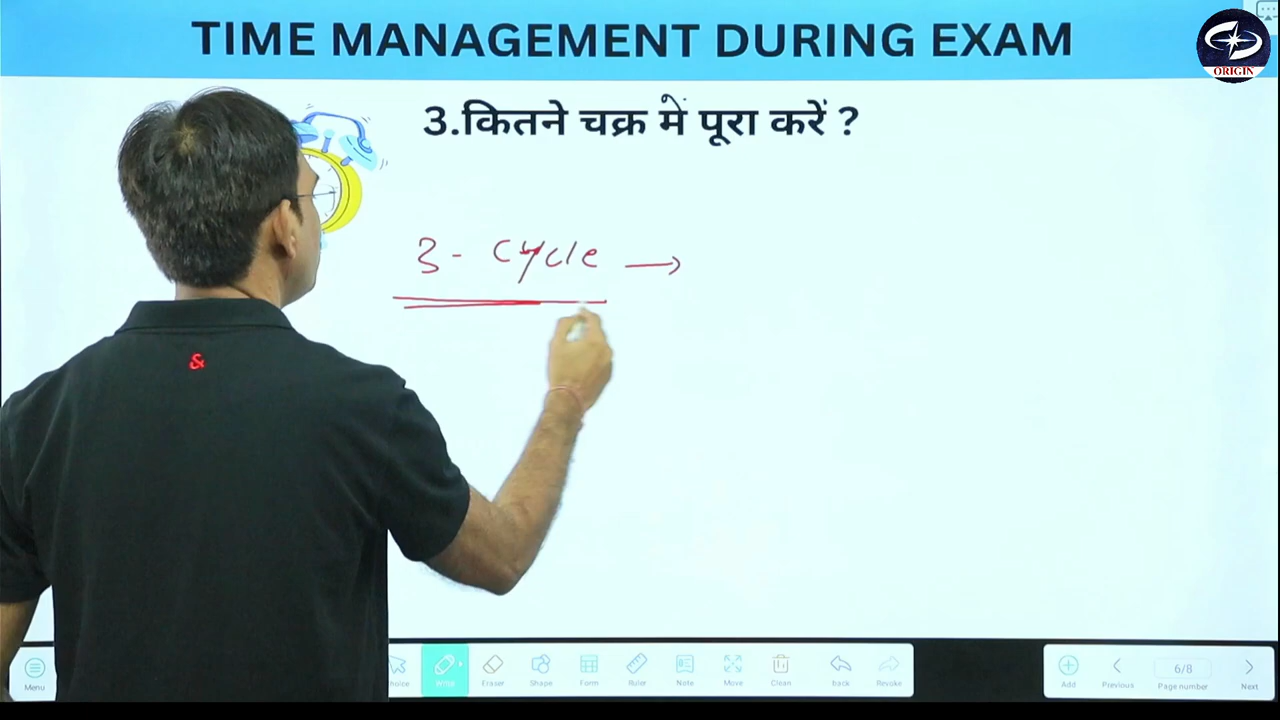 TIME MANAGEMENT DURING EXAM
ORIGIN
3.कितने चक्र में पूरा करें ?
3- Cycle →
&
Menu
hoice
Write
Eraser
Shape
Form
Ruler
Note
Move
Clean
back
Revoke
Add
Previous
6/8
Page number
Next